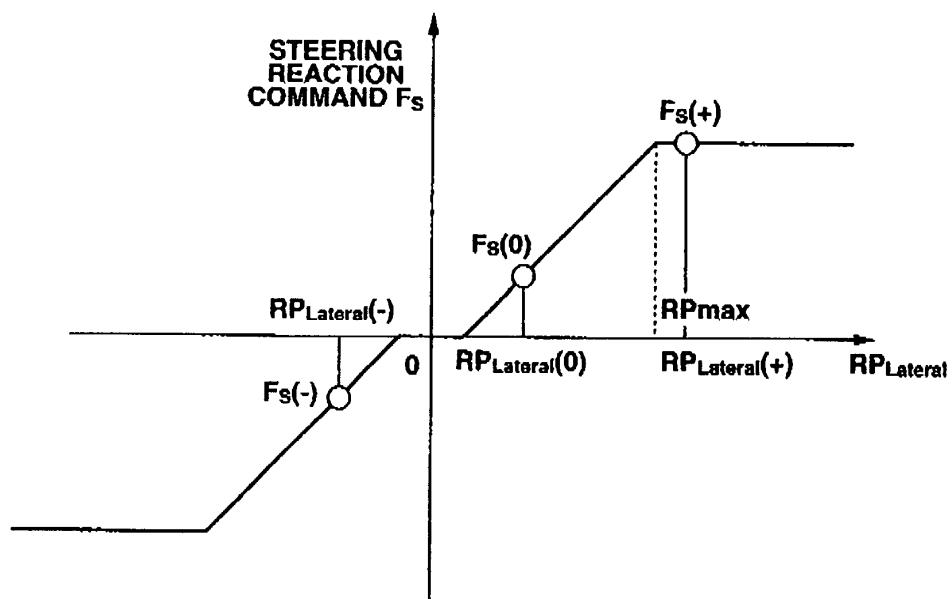 STEERING
REACTION
COMMAND FS
FS(+)
FS(0)
RPLateral(-)
RPmax
0
RPLateral(0)
RPLateral(+)
RPLateral
FS(-)